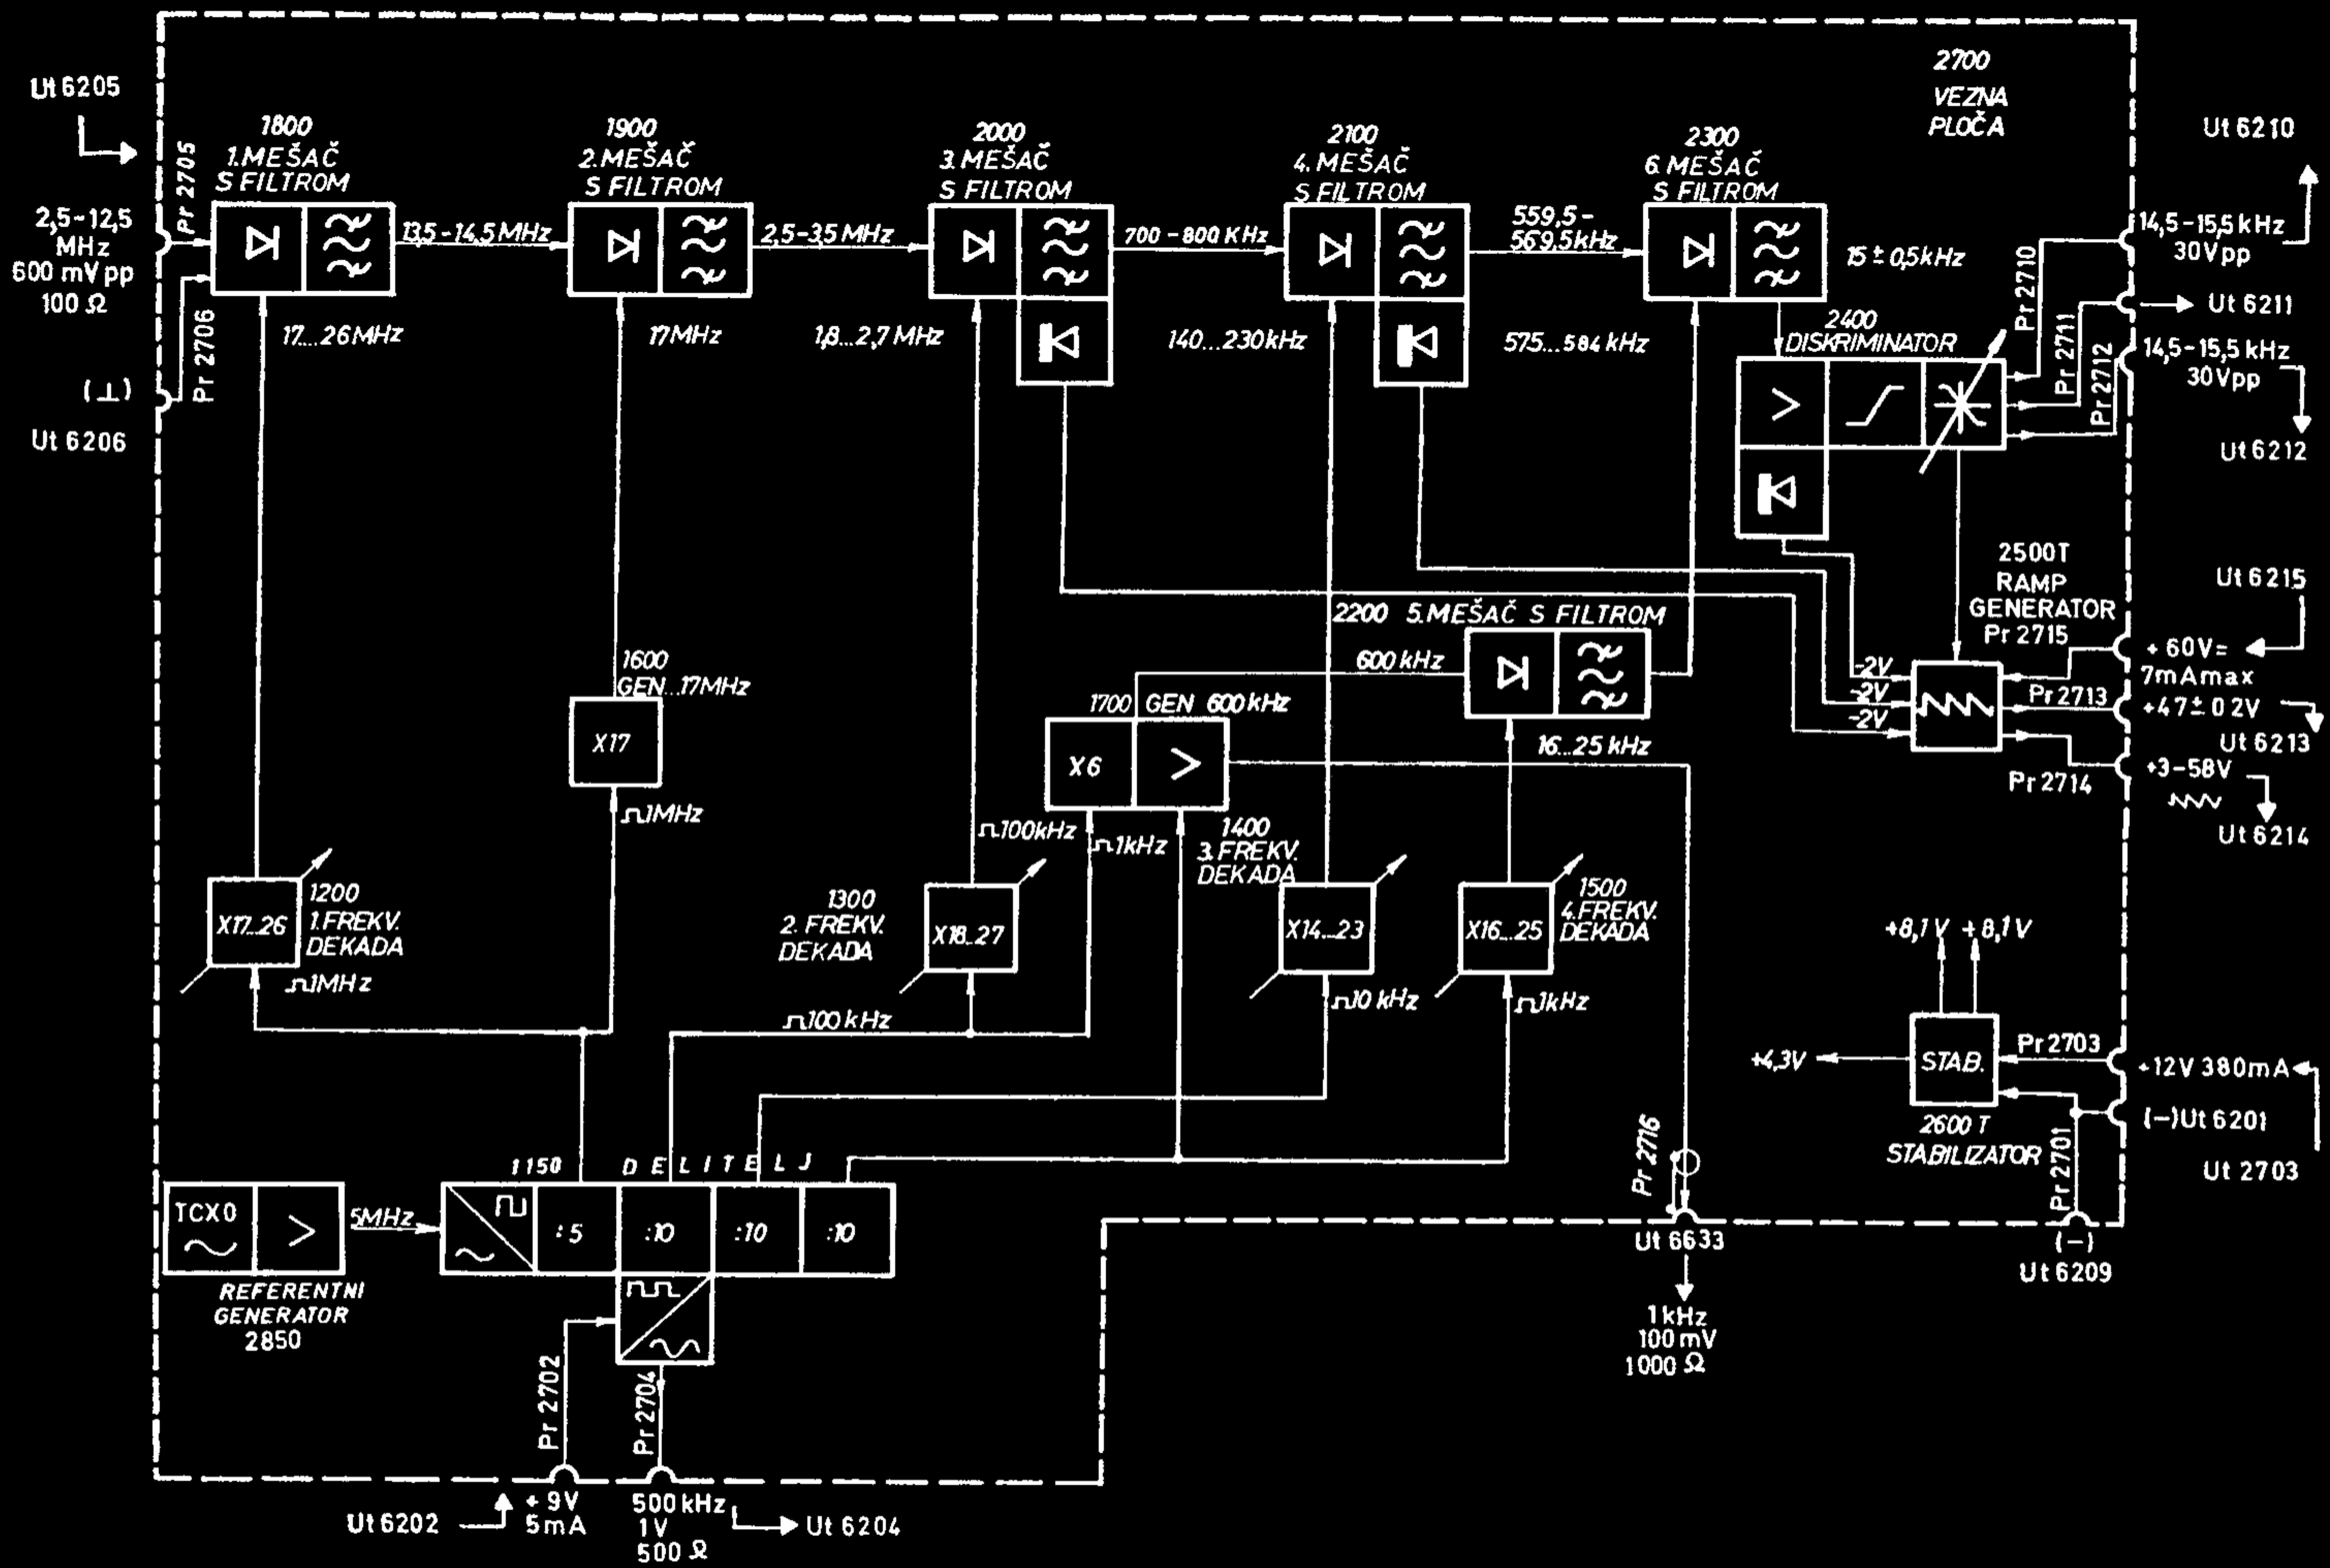 2700
VEZNA
PLOČA
Ut 6205
Pr 2705
2,5-12,5
MHz
600 mVpp
100 Ω
Pr 2706
(⊥)
Ut 6206
1800
1.MEŠAČ
S FILTROM
13,5-14,5 MHz
17...26 MHz
1900
2.MEŠAČ
S FILTROM
2,5-3,5 MHz
17 MHz
2000
3.MEŠAČ
S FILTROM
700-800 KHz
1,8...2,7 MHz
2100
4.MEŠAČ
S FILTROM
559,5-
569,5kHz
140...230kHz
2300
6.MEŠAČ
S FILTROM
15 ± 0,5kHz
575...584 kHz
2400
DISKRIMINATOR
>
Pr 2710
Pr 2711
Pr 2712
Ut 6210
14,5-15,5 kHz
30Vpp
Ut 6211
14,5-15,5 kHz
30Vpp
Ut 6212
2500T
RAMP
GENERATOR
Pr 2715
Ut 6215
+60V=
7mAmax
Pr 2713
+47±0 2V
Ut 6213
+3-58V
Pr 2714
Ut 6214
-2V
-2V
-2V
2200 5.MEŠAČ S FILTROM
600 kHz
16...25 kHz
1600
GEN...17MHz
X17
1MHz
1700 GEN 600 kHz
X6
>
100kHz
1kHz
1200
1.FREKV.
DEKADA
X17...26
1MHz
1300
2. FREKV.
DEKADA
X18...27
100 kHz
1400
3.FREKV.
DEKADA
X14...23
10 kHz
1500
4.FREKV.
DEKADA
X16...25
1kHz
+8,1V +8,1V
+4,3V
STAB.
Pr 2703
+12V 380mA
(-)Ut 6201
2600 T
STABILIZATOR
Pr 2701
Ut 2703
(-)
Ut 6209
Pr 2716
Ut 6633
1kHz
100 mV
1000 Ω
1150 DELITELJ
TCXO
>
5MHz
:5
:10
:10
:10
REFERENTNI
GENERATOR
2850
Pr 2702
Pr 2704
Ut 6202
+9V
5mA
500 kHz
1V
500 Ω
Ut 6204